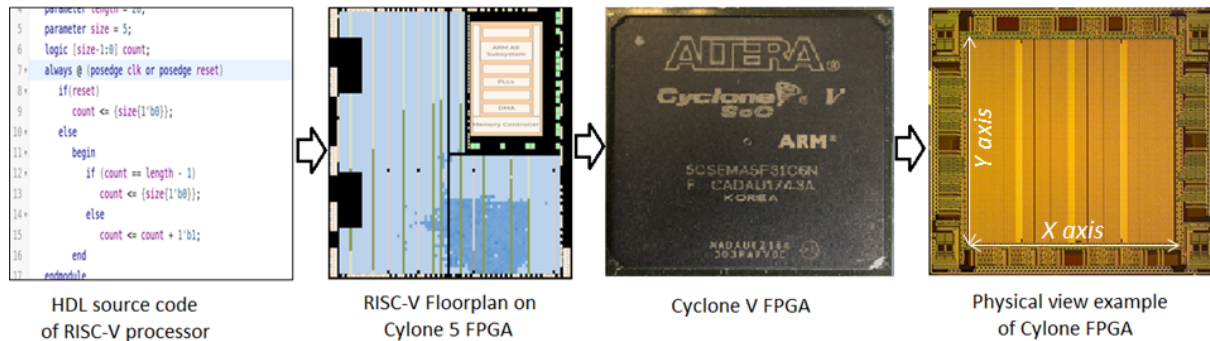 parameter length = 20;
5 parameter size = 5;
6 logic [size-1:0] count;
7 always @ (posedge clk or posedge reset)
8 if(reset)
9 count <= {size{1'b0}};
10 else
11 begin
12 if (count == length - 1)
13 count <= {size{1'b0}};
14 else
15 count <= count + 1'b1;
16 end
17 endmodule
HDL source code
of RISC-V processor
ARM A9
Subsystem
PLLs
DMA
Memory Controller
RISC-V Floorplan on
Cylone 5 FPGA
ALTERA®
Cyclone V
SoC
ARM®
5CSEMA5F31C6N
F CADAU1743A
KOREA
Cyclone V FPGA
Y axis
X axis
Physical view example
of Cylone FPGA